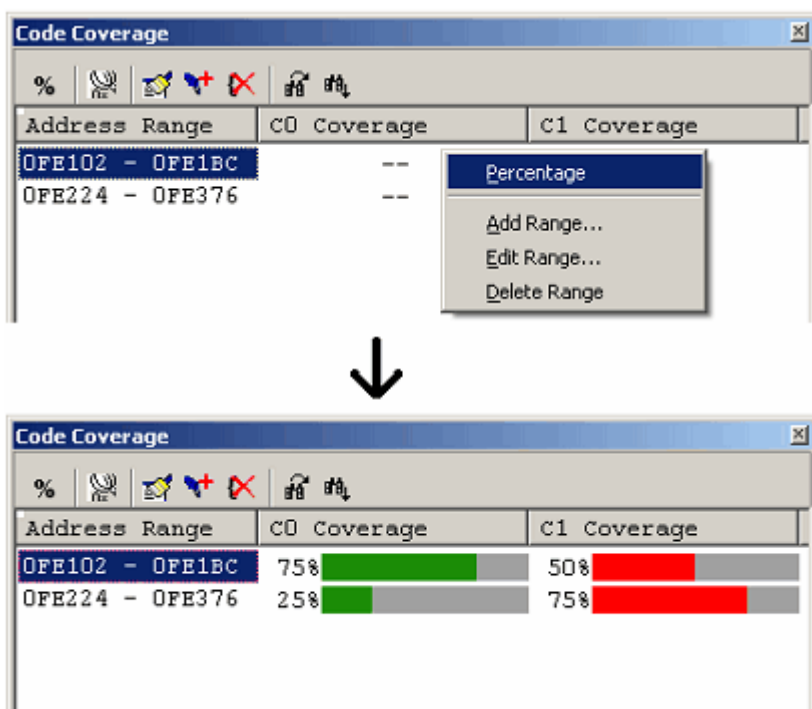 Code Coverage
%
Address Range C0 Coverage C1 Coverage
0FE102 - 0FE1BC --
0FE224 - 0FE376 --
Percentage
Add Range...
Edit Range...
Delete Range
Code Coverage
%
Address Range C0 Coverage C1 Coverage
0FE102 - 0FE1BC 75% 50%
0FE224 - 0FE376 25% 75%